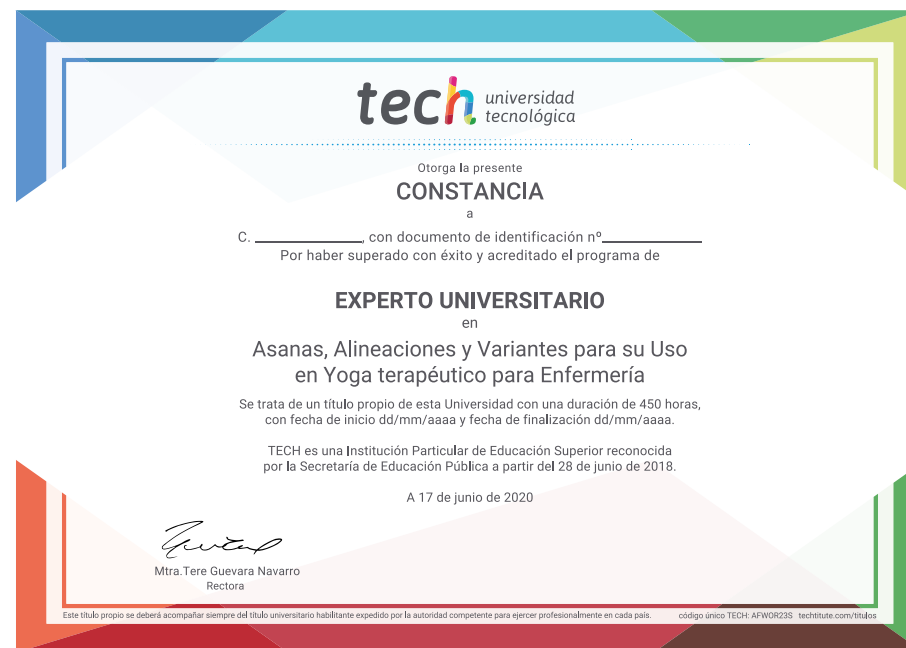 tech universidad
tecnológica
Otorga la presente
CONSTANCIA
a
C. ____________, con documento de identificación nº____________
Por haber superado con éxito y acreditado el programa de
EXPERTO UNIVERSITARIO
en
Asanas, Alineaciones y Variantes para su Uso
en Yoga terapéutico para Enfermería
Se trata de un título propio de esta Universidad con una duración de 450 horas,
con fecha de inicio dd/mm/aaaa y fecha de finalización dd/mm/aaaa.
TECH es una Institución Particular de Educación Superior reconocida
por la Secretaría de Educación Pública a partir del 28 de junio de 2018.
A 17 de junio de 2020
Mtra.Tere Guevara Navarro
Rectora
Este título propio se deberá acompañar siempre del título universitario habilitante expedido por la autoridad competente para ejercer profesionalmente en cada país. código único TECH: AFWOR23S techtitute.com/titulos